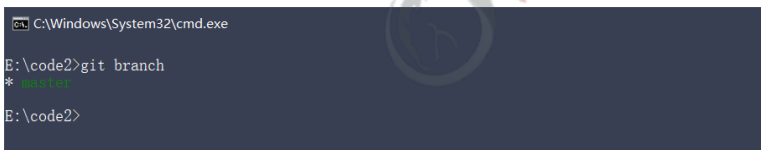 C:\Windows\System32\cmd.exe
E:\code2>git branch
* master
E:\code2>